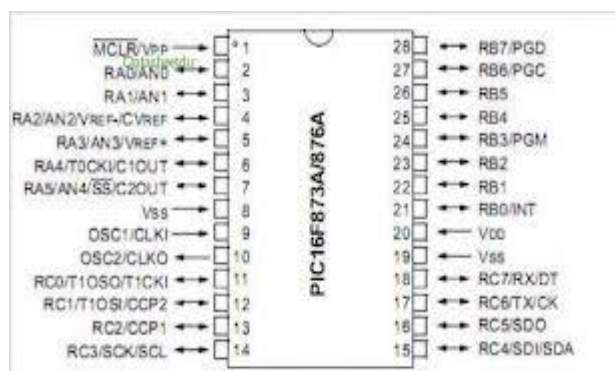 MCLR/VPP
1
RA0/AN0
2
RA1/AN1
3
RA2/AN2/VREF-/CVREF
4
RA3/AN3/VREF+
5
RA4/T0CKI/C1OUT
6
RA5/AN4/SS/C2OUT
7
VSS
8
OSC1/CLKI
9
OSC2/CLKO
10
RC0/T1OSO/T1CKI
11
RC1/T1OSI/CCP2
12
RC2/CCP1
13
RC3/SCK/SCL
14
PIC16F873A/876A
28
RB7/PGD
27
RB6/PGC
26
RB5
25
RB4
24
RB3/PGM
23
RB2
22
RB1
21
RB0/INT
20
VDD
19
VSS
18
RC7/RX/DT
17
RC6/TX/CK
16
RC5/SDO
15
RC4/SDI/SDA